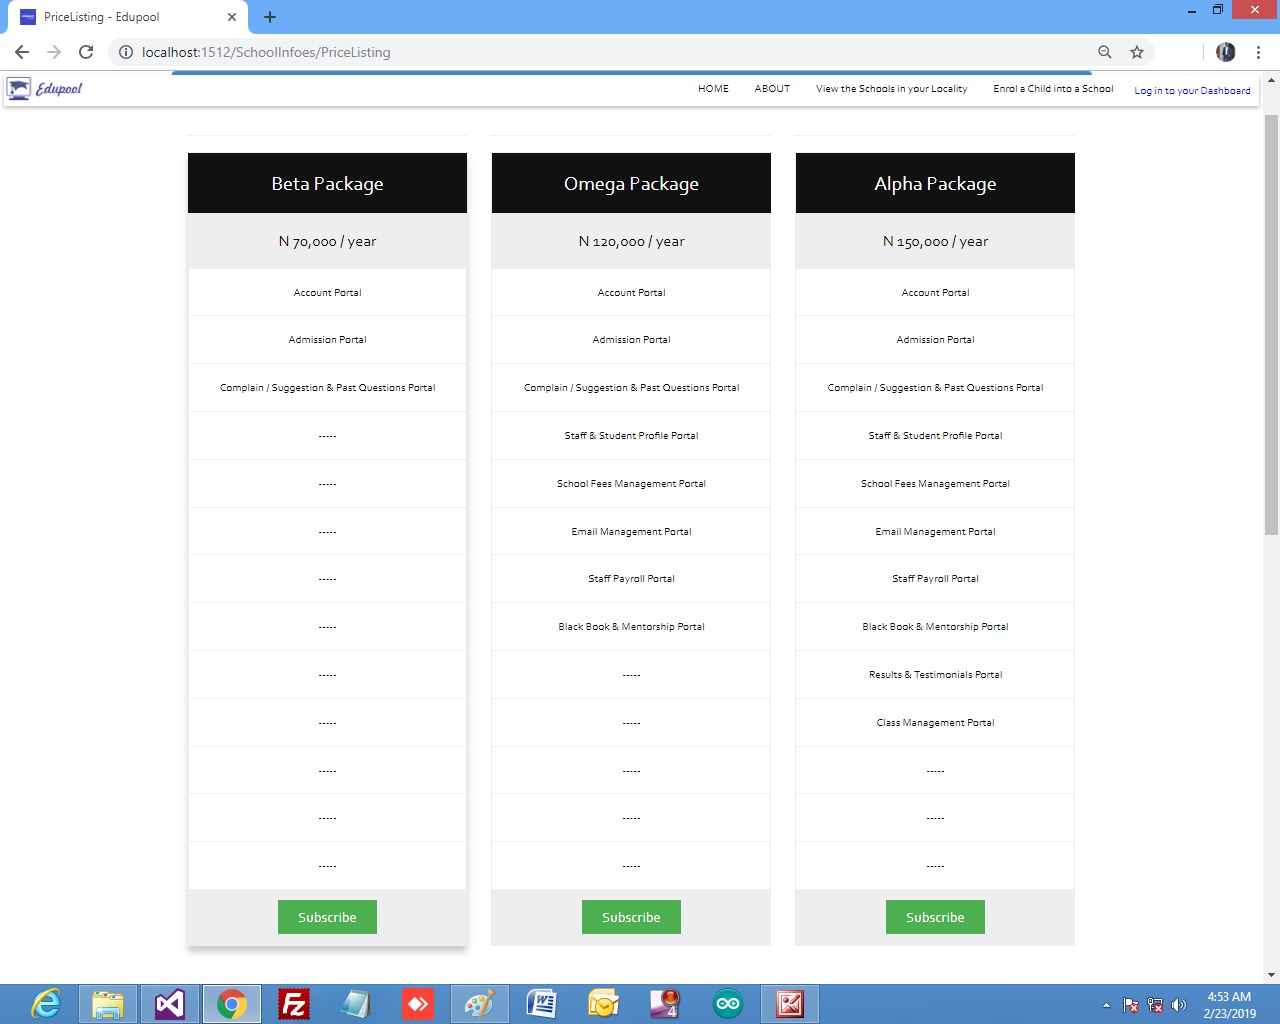 PriceListing - Edupool
localhost:1512/SchoolInfoes/PriceListing
Edupool
HOME ABOUT View the Schools in your Locality Enrol a Child into a School Log in to your Dashboard
Beta Package
N 70,000 / year
Account Portal
Admission Portal
Complain / Suggestion & Past Questions Portal
-----
-----
-----
-----
-----
-----
-----
-----
-----
-----
Subscribe
Omega Package
N 120,000 / year
Account Portal
Admission Portal
Complain / Suggestion & Past Questions Portal
Staff & Student Profile Portal
School Fees Management Portal
Email Management Portal
Staff Payroll Portal
Black Book & Mentorship Portal
-----
-----
-----
-----
-----
Subscribe
Alpha Package
N 150,000 / year
Account Portal
Admission Portal
Complain / Suggestion & Past Questions Portal
Staff & Student Profile Portal
School Fees Management Portal
Email Management Portal
Staff Payroll Portal
Black Book & Mentorship Portal
Results & Testimonials Portal
Class Management Portal
-----
-----
-----
Subscribe
4:53 AM
2/23/2019